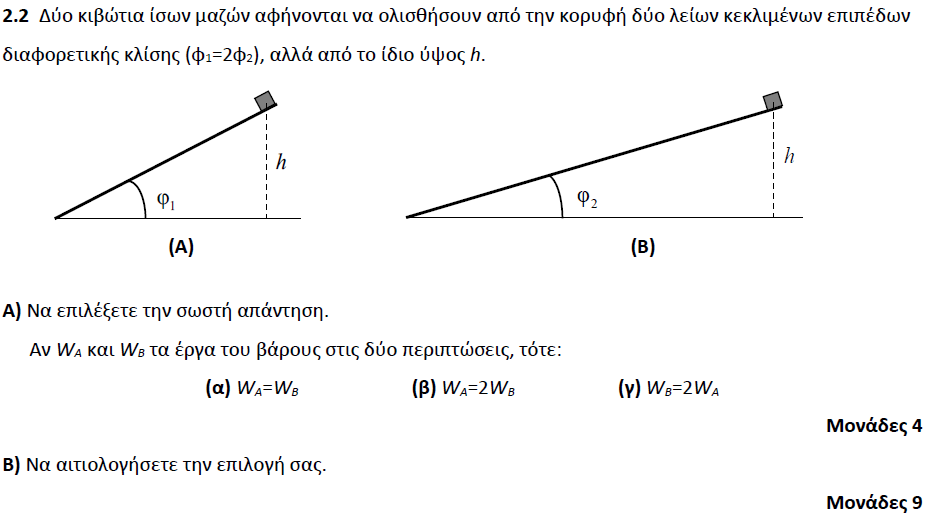 2.2 Δύο κιβώτια ίσων μαζών αφήνονται να ολισθήσουν από την κορυφή δύο λείων κεκλιμένων επιπέδων
διαφορετικής κλίσης (φ₁=2φ₂), αλλά από το ίδιο ύψος h.
h
h
φ₁
φ₂
(Α)
(Β)
Α) Να επιλέξετε την σωστή απάντηση.
Αν WA και WB τα έργα του βάρους στις δύο περιπτώσεις, τότε:
(α) WA=WB (β) WA=2WB (γ) WB=2WA
Μονάδες 4
Β) Να αιτιολογήσετε την επιλογή σας.
Μονάδες 9